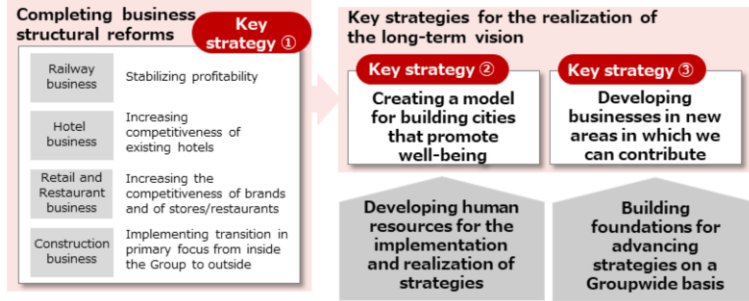 Completing business
structural reforms
Key
strategy ①
Railway
business
Stabilizing profitability
Hotel
business
Increasing
competitiveness of
existing hotels
Retail and
Restaurant
business
Increasing the
competitiveness of brands
and of stores/restaurants
Construction
business
Implementing transition in
primary focus from inside
the Group to outside
Key strategies for the realization of
the long-term vision
Key strategy ②
Creating a model
for building cities
that promote
well-being
Key strategy ③
Developing
businesses in new
areas in which we
can contribute
Developing human
resources for the
implementation
and realization of
strategies
Building
foundations for
advancing
strategies on a
Groupwide basis